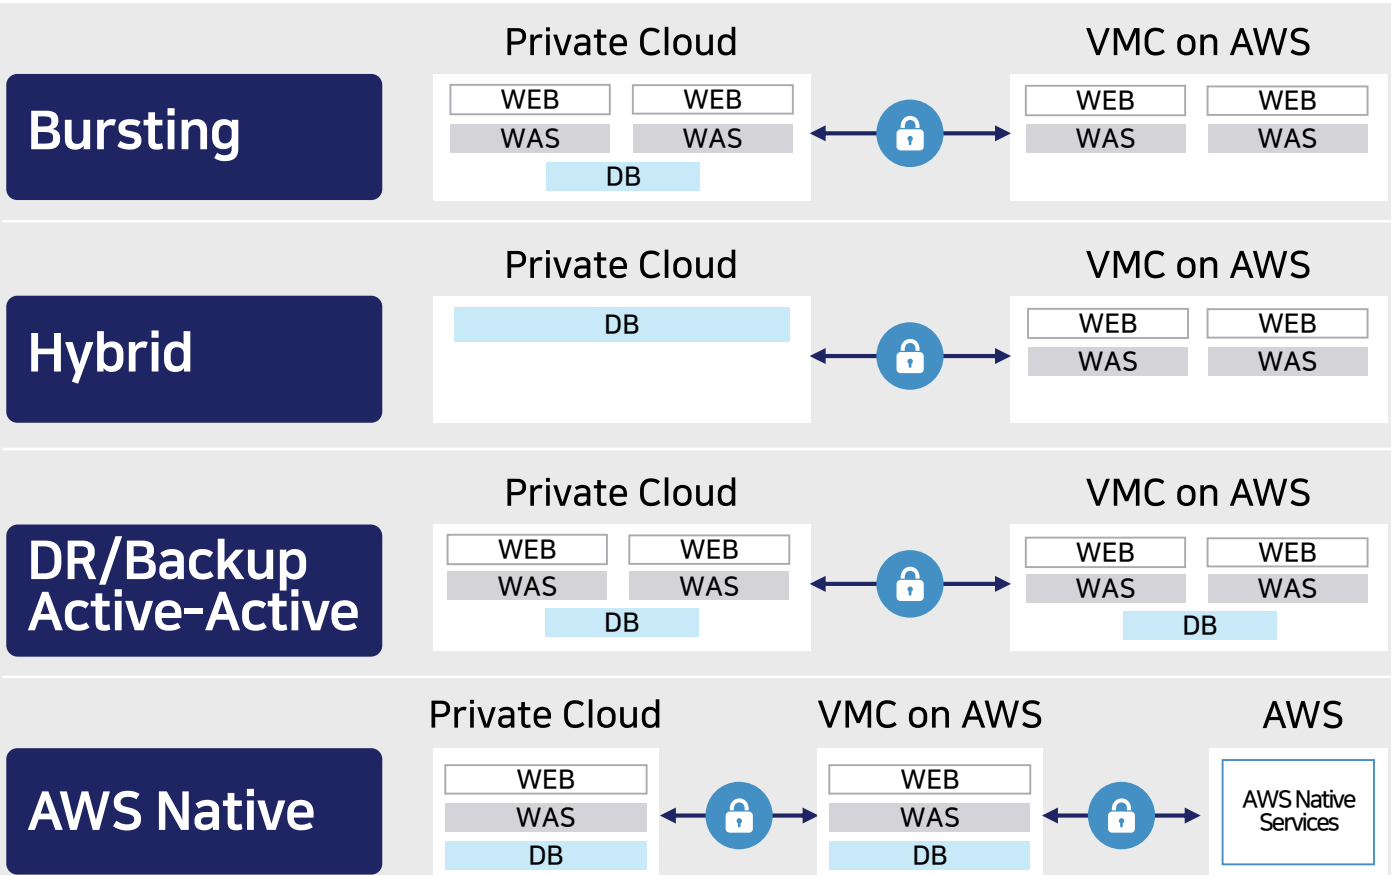 Private Cloud VMC on AWS
Bursting
WEB WEB WEB WEB
WAS WAS WAS WAS
DB
Private Cloud VMC on AWS
Hybrid
DB WEB WEB
WAS WAS
Private Cloud VMC on AWS
DR/Backup
Active-Active
WEB WEB WEB WEB
WAS WAS WAS WAS
DB DB
Private Cloud VMC on AWS AWS
AWS Native
WEB WEB
WAS WAS
DB DB
AWS Native
Services